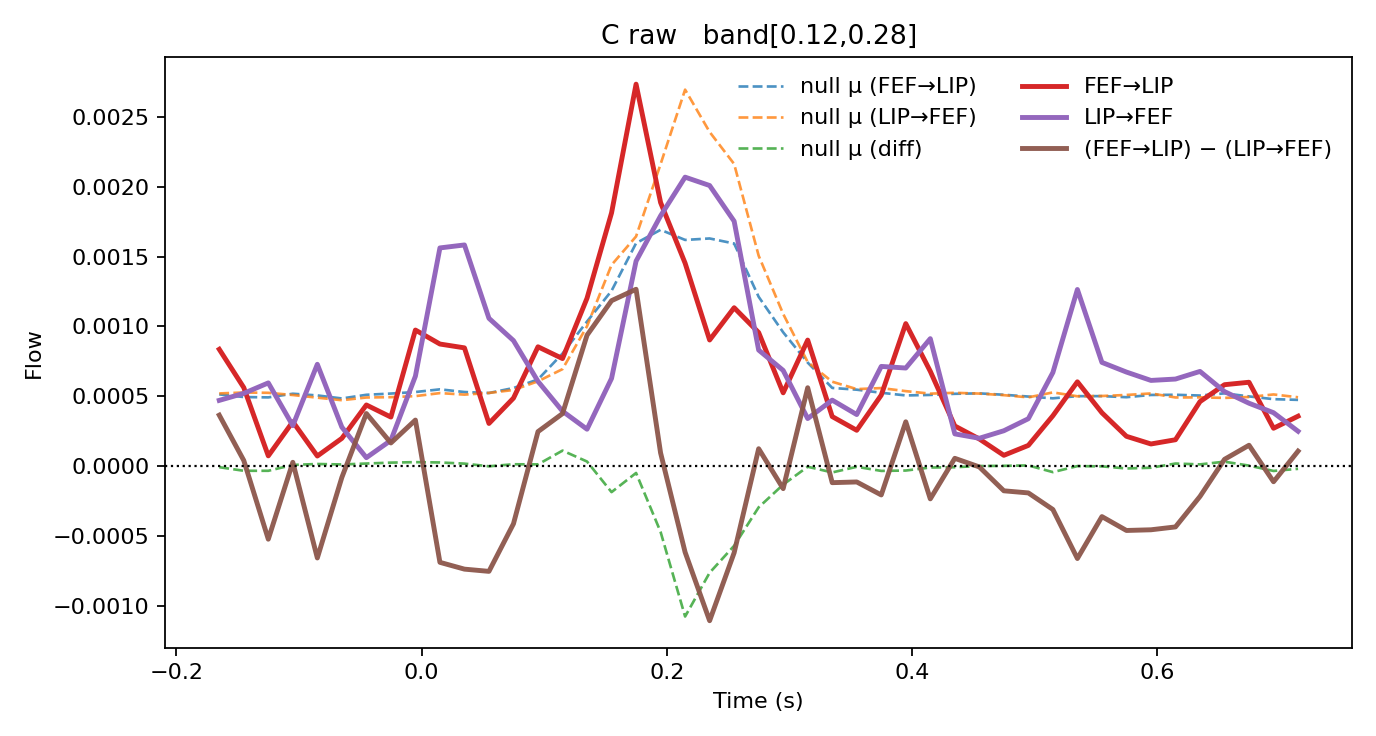 C raw   band[0.12,0.28]
null μ (FEF→LIP)
null μ (LIP→FEF)
null μ (diff)
FEF→LIP
LIP→FEF
(FEF→LIP) − (LIP→FEF)
Flow
0.0025
0.0020
0.0015
0.0010
0.0005
0.0000
−0.0005
−0.0010
−0.2
0.0
0.2
0.4
0.6
Time (s)